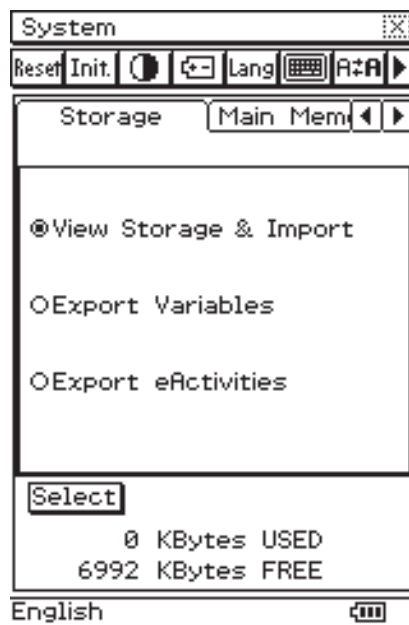 System
Reset Init. Lang A↕A
Storage Main Mem
View Storage & Import
Export Variables
Export eActivities
Select
0 KBytes USED
6992 KBytes FREE
English